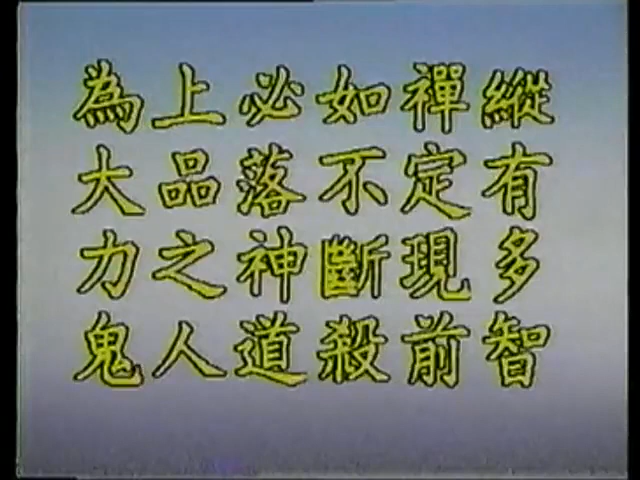 縱有多智
禪定現前
如不斷殺
必落神道
上品之人
為大力鬼